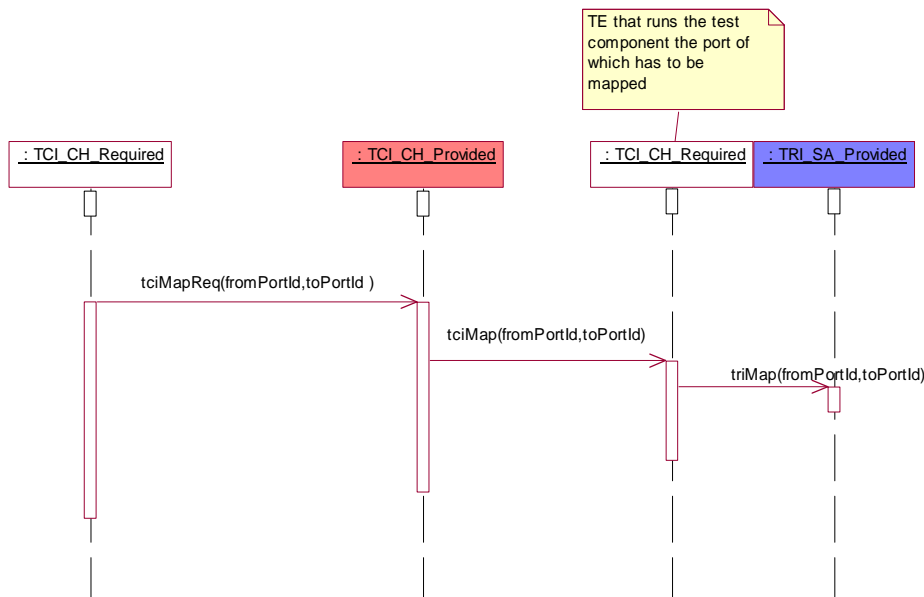 TE that runs the test
component the port of
which has to be
mapped
: TCI_CH_Required
: TCI_CH_Provided
: TCI_CH_Required
: TRI_SA_Provided
tciMapReq(fromPortId,toPortId )
tciMap(fromPortId,toPortId)
triMap(fromPortId,toPortId)